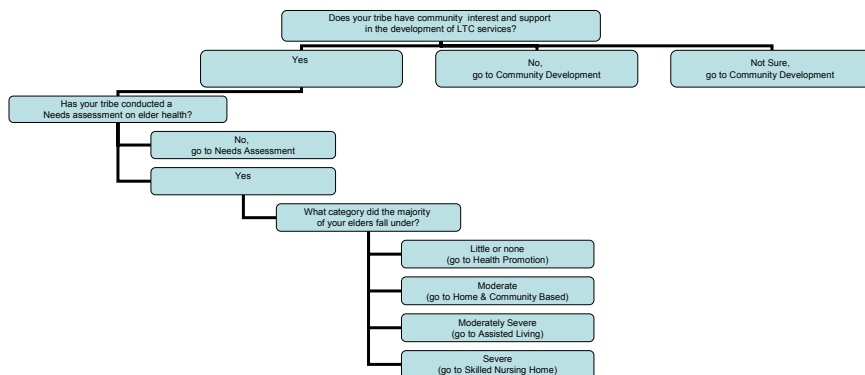 Does your tribe have community interest and support
in the development of LTC services?
Yes
No,
go to Community Development
Not Sure,
go to Community Development
Has your tribe conducted a
Needs assessment on elder health?
No,
go to Needs Assessment
Yes
What category did the majority
of your elders fall under?
Little or none
(go to Health Promotion)
Moderate
(go to Home & Community Based)
Moderately Severe
(go to Assisted Living)
Severe
(go to Skilled Nursing Home)